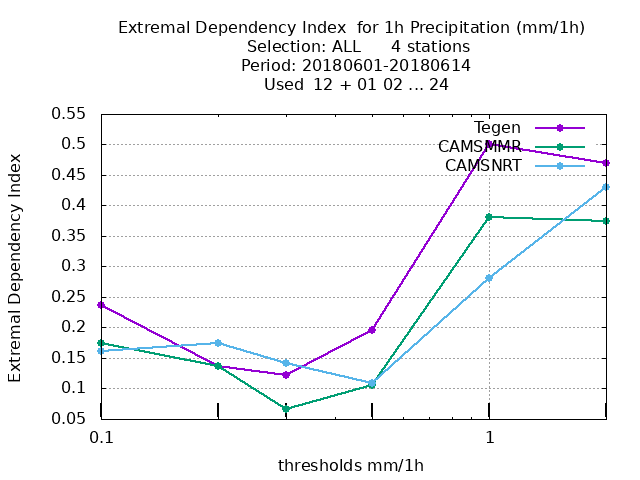 Extremal Dependency Index  for 1h Precipitation (mm/1h)
Selection: ALL      4 stations
Period: 20180601-20180614
Used  12 + 01 02 ... 24
Extremal Dependency Index
0.55
0.5
0.45
0.4
0.35
0.3
0.25
0.2
0.15
0.1
0.05
Tegen
CAMSMMR
CAMSNRT
0.1
1
thresholds mm/1h